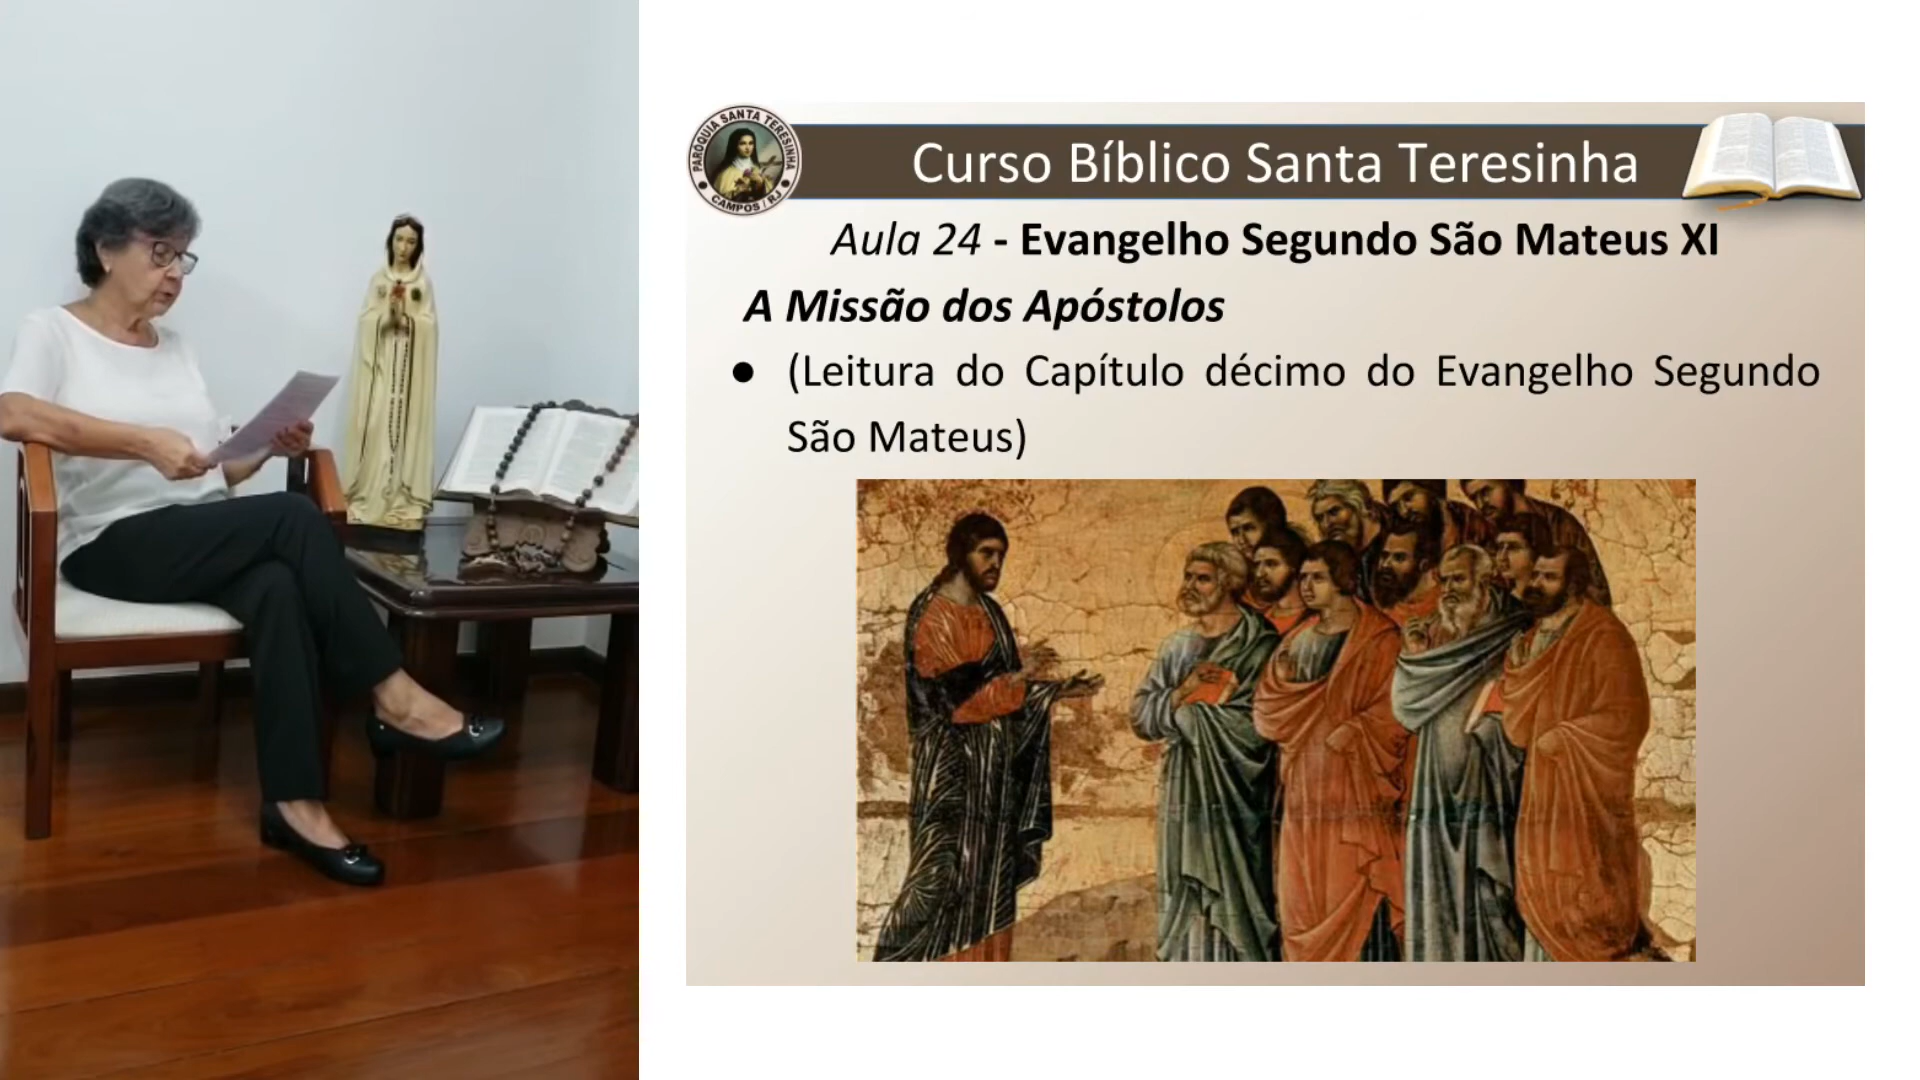 PAROQUIA SANTA TERESINHA
CAMPOS / RJ
Curso Bíblico Santa Teresinha
Aula 24 - Evangelho Segundo São Mateus XI
A Missão dos Apóstolos
● (Leitura do Capítulo décimo do Evangelho Segundo
São Mateus)